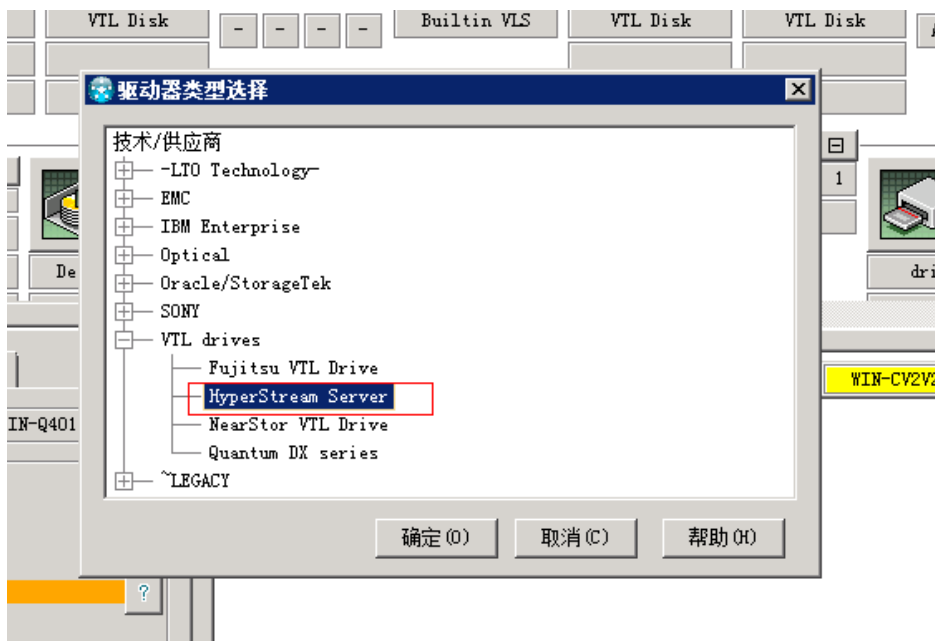 VTL Disk
-
-
-
-
Builtin VLS
VTL Disk
VTL Disk
驱动器类型选择
技术/供应商
-LTO Technology-
EMC
IBM Enterprise
Optical
Oracle/StorageTek
SONY
VTL drives
Fujitsu VTL Drive
HyperStream Server
NearStor VTL Drive
Quantum DX series
~LEGACY
确定(O)
取消(C)
帮助(H)
1
De
dri
WIN-CV2V2
IN-Q401
?